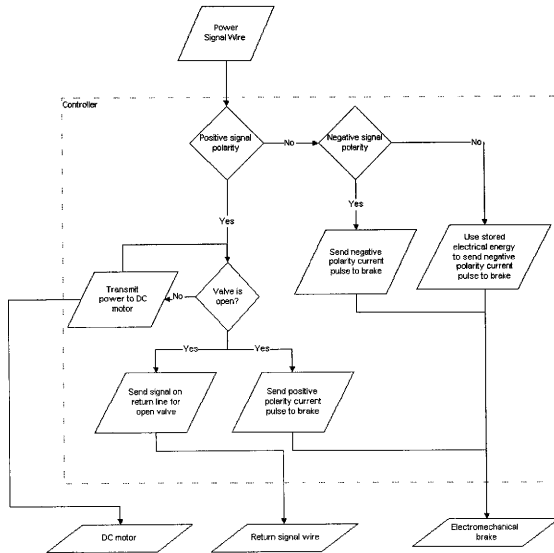 Power
Signal Wire
Controller
Positive signal
polarity
No
Negative signal
polarity
No
Yes
Yes
Send negative
polarity current
pulse to brake
Use stored
electrical energy
to send negative
polarity current
pulse to brake
Transmit
power to DC
motor
No
Valve is
open?
Yes
Yes
Send signal on
return line for
open valve
Send positive
polarity current
pulse to brake
DC motor
Return signal wire
Electromechanical
brake